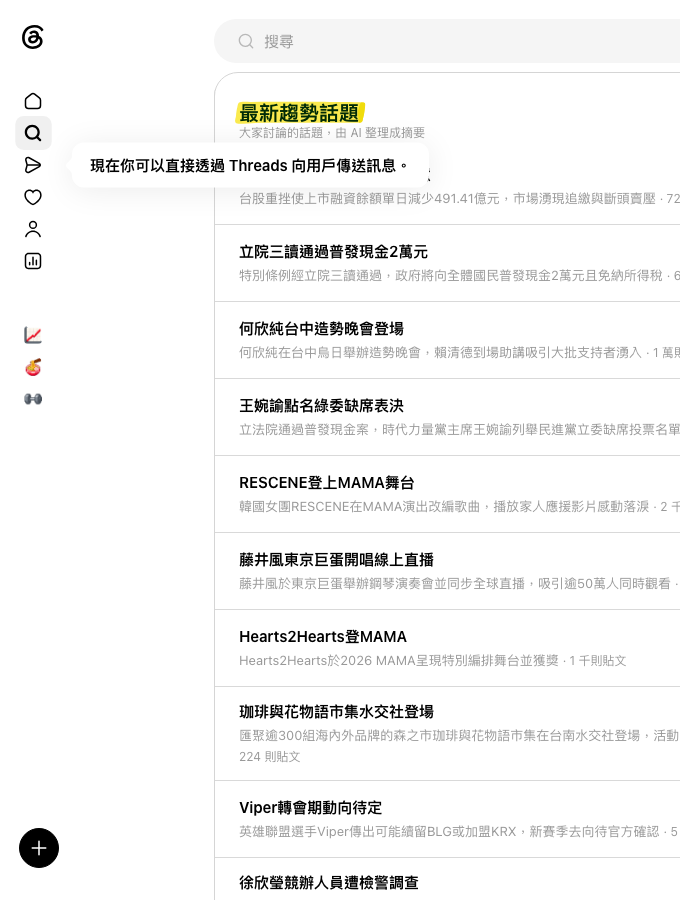 搜尋
最新趨勢話題
大家討論的話題，由 AI 整理成摘要
現在你可以直接透過 Threads 向用戶傳送訊息。
台股重挫使上市融資餘額單日減少491.41億元，市場湧現追繳與斷頭賣壓 · 72
立院三讀通過普發現金2萬元
特別條例經立院三讀通過，政府將向全體國民普發現金2萬元且免納所得稅 · 6
何欣純台中造勢晚會登場
何欣純在台中烏日舉辦造勢晚會，賴清德到場助講吸引大批支持者湧入 · 1 萬
王婉諭點名綠委缺席表決
立法院通過普發現金案，時代力量黨主席王婉諭列舉民進黨立委缺席投票名單
RESCENE登上MAMA舞台
韓國女團RESCENE在MAMA演出改編歌曲，播放家人應援影片感動落淚 · 2 千
藤井風東京巨蛋開唱線上直播
藤井風於東京巨蛋舉辦鋼琴演奏會並同步全球直播，吸引逾50萬人同時觀看 ·
Hearts2Hearts登MAMA
Hearts2Hearts於2026 MAMA呈現特別編排舞台並獲獎 · 1 千則貼文
珈琲與花物語市集水交社登場
匯聚逾300組海內外品牌的森之市珈琲與花物語市集在台南水交社登場，活動
224 則貼文
Viper轉會期動向待定
英雄聯盟選手Viper傳出可能續留BLG或加盟KRX，新賽季去向待官方確認 · 5
徐欣瑩競辦人員遭檢警調查